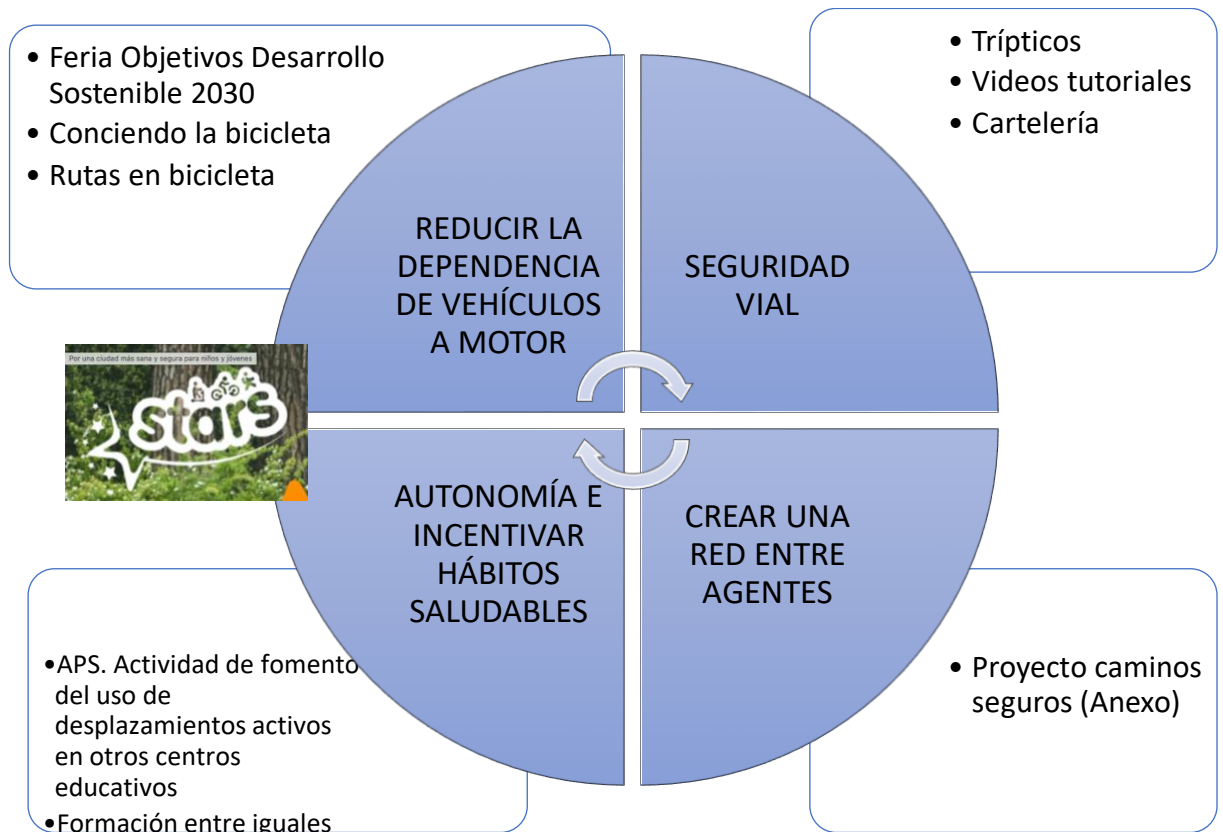 • Feria Objetivos Desarrollo
Sostenible 2030
• Conciendo la bicicleta
• Rutas en bicicleta
• Trípticos
• Videos tutoriales
• Cartelería
REDUCIR LA
DEPENDENCIA
DE VEHÍCULOS
A MOTOR
SEGURIDAD
VIAL
Por una ciudad más sana y segura para niños y jóvenes
stars
AUTONOMÍA E
INCENTIVAR
HÁBITOS
SALUDABLES
CREAR UNA
RED ENTRE
AGENTES
•APS. Actividad de fomento
del uso de
desplazamientos activos
en otros centros
educativos
•Formación entre iguales
• Proyecto caminos
seguros (Anexo)